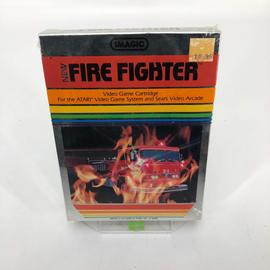 IMAGIC
NEW
FIRE FIGHTER
Video Game Cartridge
For the ATARI® Video Game System and Sears Video Arcade